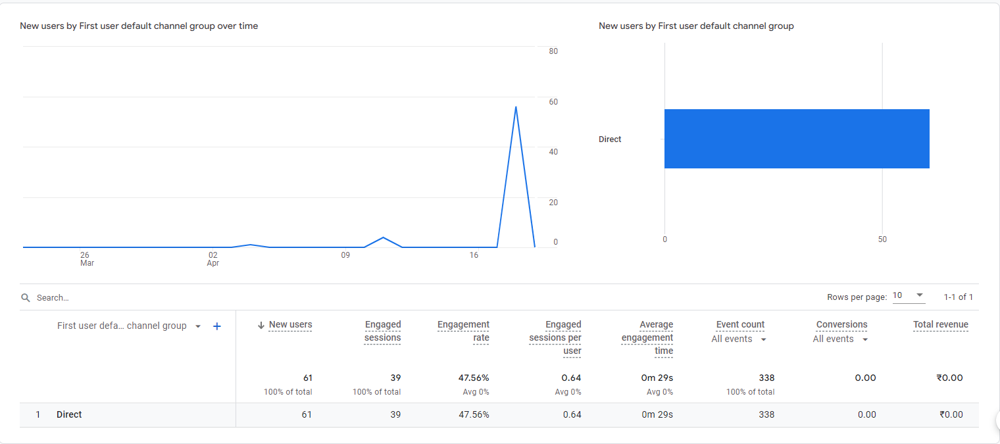 New users by First user default channel group over time
80
60
40
20
0
26
Mar
02
Apr
09
16
New users by First user default channel group
Direct
0
50
Search...
Rows per page: 10
1-1 of 1
First user defa... channel group +
New users
Engaged
sessions
Engagement
rate
Engaged
sessions per
user
Average
engagement
time
Event count
All events
Conversions
All events
Total revenue
61 39 47.56% 0.64 0m 29s 338 0.00 ₹0.00
100% of total 100% of total Avg 0% Avg 0% Avg 0% 100% of total
1 Direct 61 39 47.56% 0.64 0m 29s 338 0.00 ₹0.00